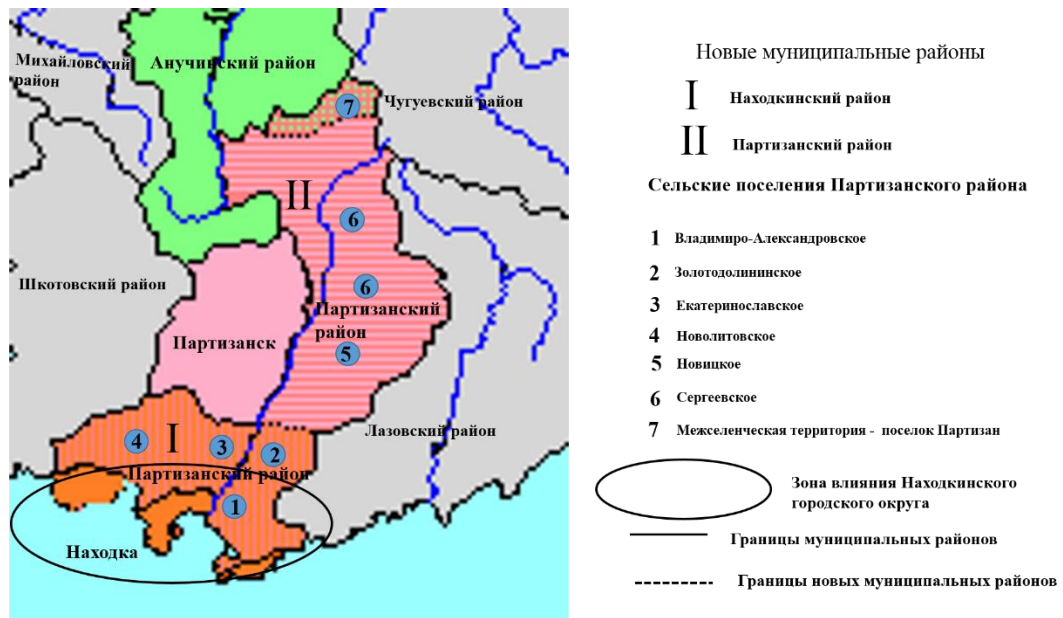 Михайловский
район
Анучинский район
Чугуевский район
7
II
6
Шкотовский район
6
Партизанский
район
Партизанск
5
Лазовский район
4
I
3
2
Партизанский район
1
Находка
Новые муниципальные районы
I Находкинский район
II Партизанский район
Сельские поселения Партизанского района
1 Владимиро-Александровское
2 Золотодолининское
3 Екатеринославское
4 Новолитовское
5 Новицкое
6 Сергеевское
7 Межселенческая территория - поселок Партизан
Зона влияния Находкинского
городского округа
Границы муниципальных районов
Границы новых муниципальных районов